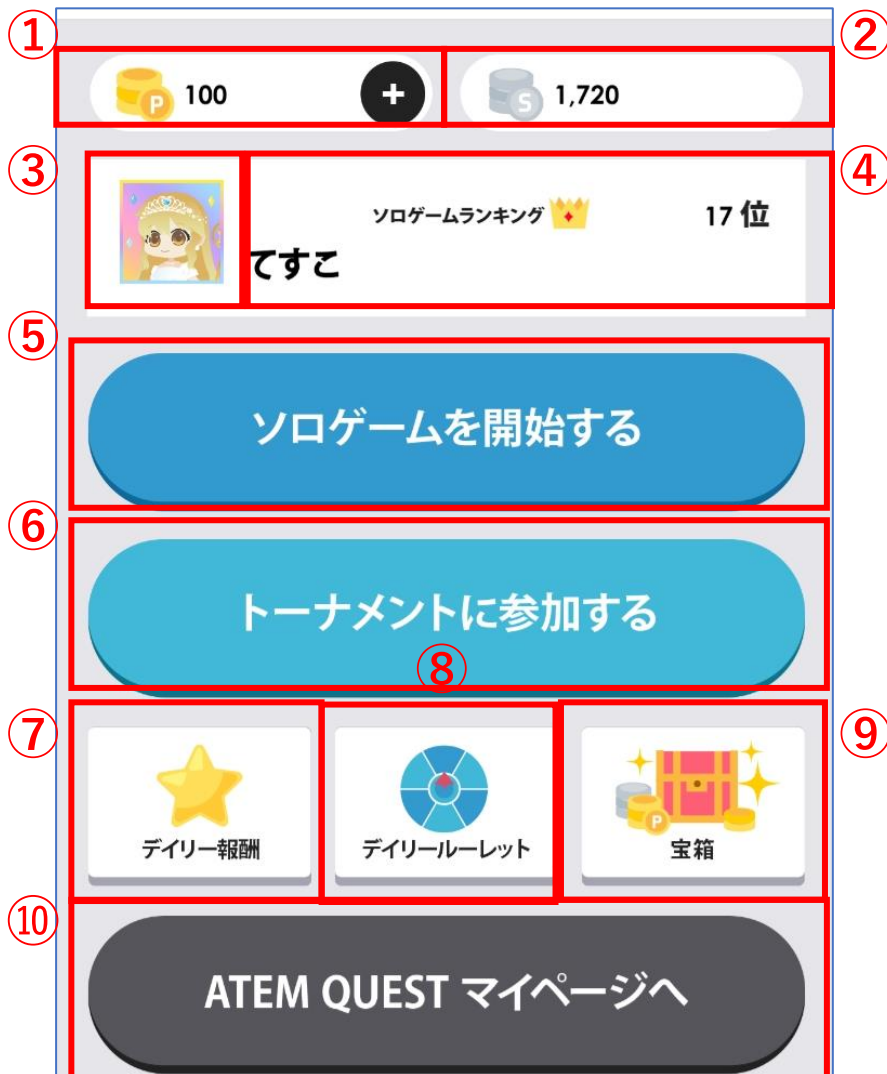 ① ②
P 100 + S 1,720
③ ④
ソロゲームランキング 17 位
てすこ
⑤
ソロゲームを開始する
⑥
トーナメントに参加する
⑧
⑦ ⑨
P
デイリー報酬 デイリールーレット 宝箱
⑩
ATEM QUEST マイページへ